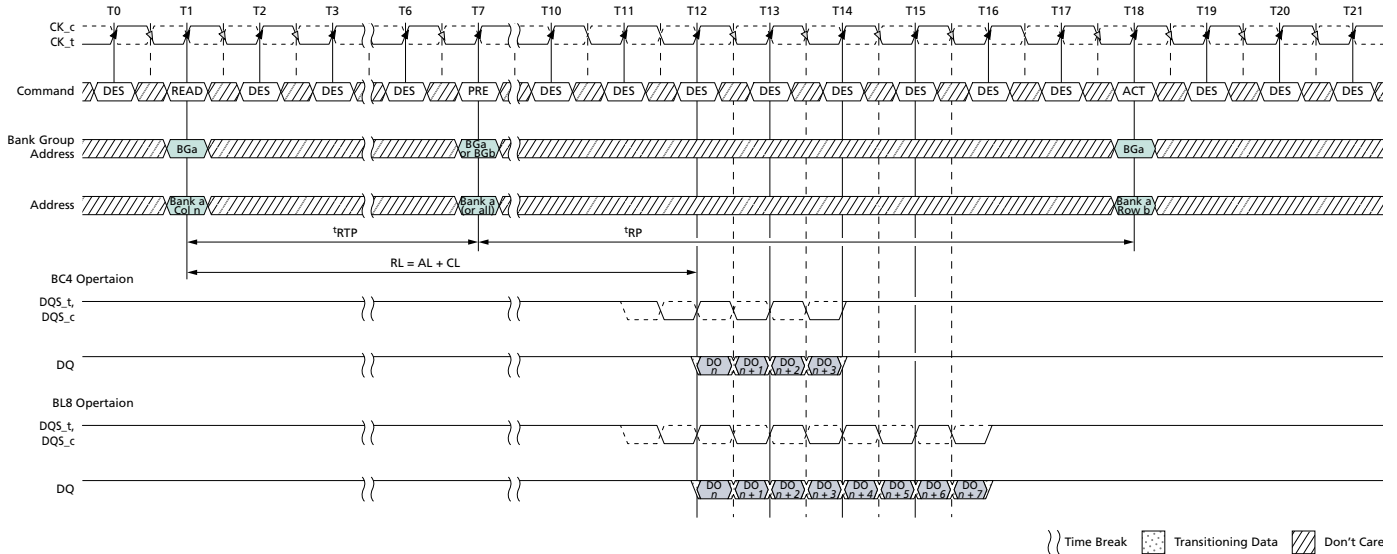 T0 T1 T2 T3 T6 T7 T10 T11 T12 T13 T14 T15 T16 T17 T18 T19 T20 T21
CK_c
CK_t
Command DES READ DES DES DES PRE DES DES DES DES DES DES DES DES ACT DES DES DES
Bank Group
Address
BGa
BGa
or BGb
BGa
Address
Bank a
Col n
Bank a
(or all)
Bank a
Row b
tRTP
tRP
RL = AL + CL
BC4 Opertaion
DQS_t,
DQS_c
DQ
DO
n
DO
n + 1
DO
n + 2
DO
n + 3
BL8 Opertaion
DQS_t,
DQS_c
DQ
DO
n
DO
n + 1
DO
n + 2
DO
n + 3
DO
n + 4
DO
n + 5
DO
n + 6
DO
n + 7
Time Break Transitioning Data Don't Care